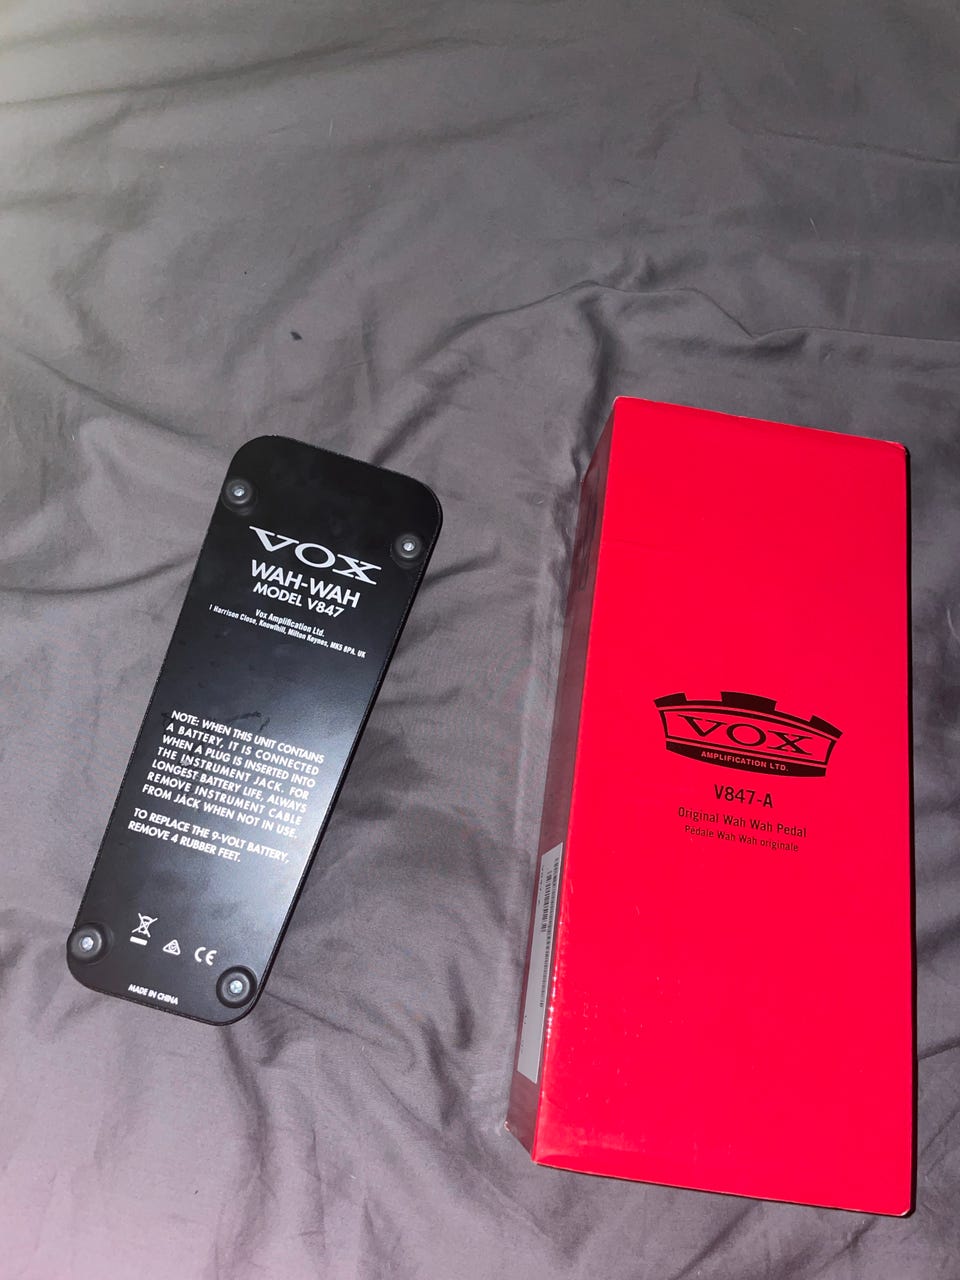 VOX
WAH-WAH
MODEL V847
Vox Amplification Ltd.
1 Harrison Close, Knowlhill, Milton Keynes, MK5 8PA. UK
NOTE: WHEN THIS UNIT CONTAINS
A BATTERY, IT IS CONNECTED
WHEN A PLUG IS INSERTED INTO
THE INSTRUMENT JACK. FOR
LONGEST BATTERY LIFE, ALWAYS
REMOVE INSTRUMENT CABLE
FROM JACK WHEN NOT IN USE.
TO REPLACE THE 9-VOLT BATTERY,
REMOVE 4 RUBBER FEET.
CE
MADE IN CHINA
VOX
AMPLIFICATION LTD.
V847-A
Original Wah Wah Pedal
Pédale Wah Wah originale